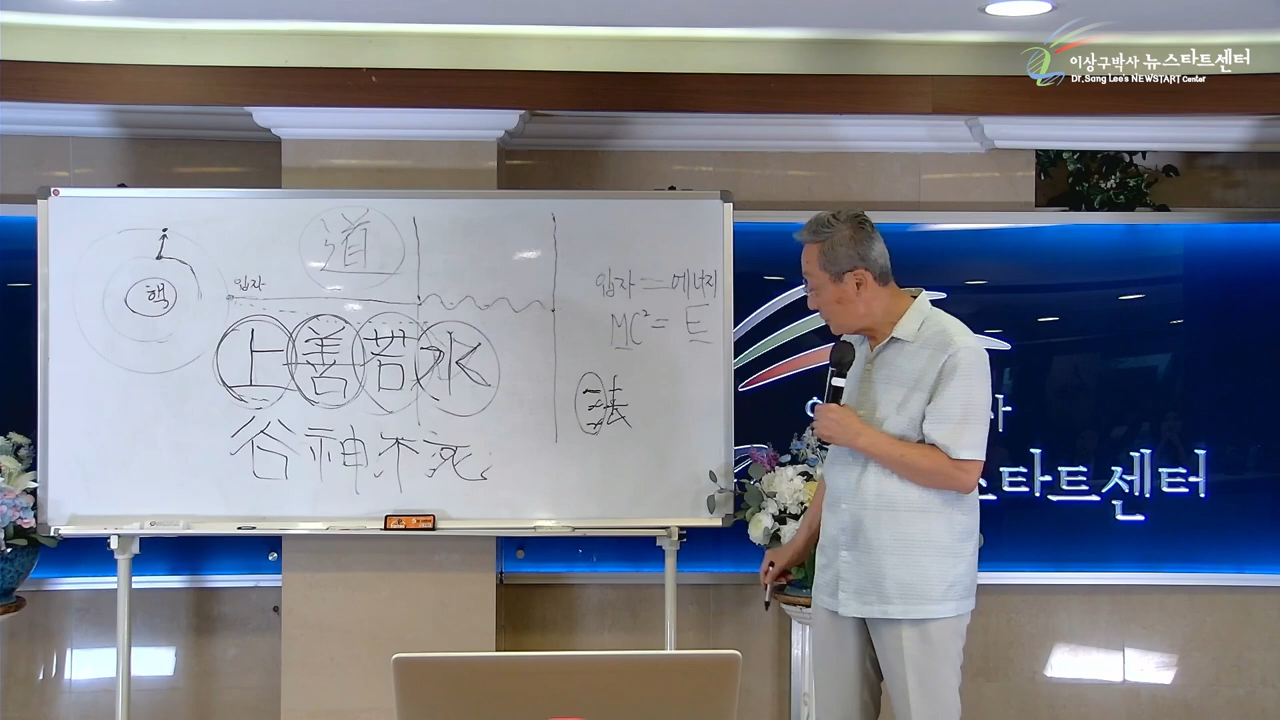 이상구박사 뉴스타트센터
Dr.Sang Lee's NEWSTART Center
道
핵
입자
입자 = 에너지
MC² = E
上善若水
法
谷神不死
스타트센터